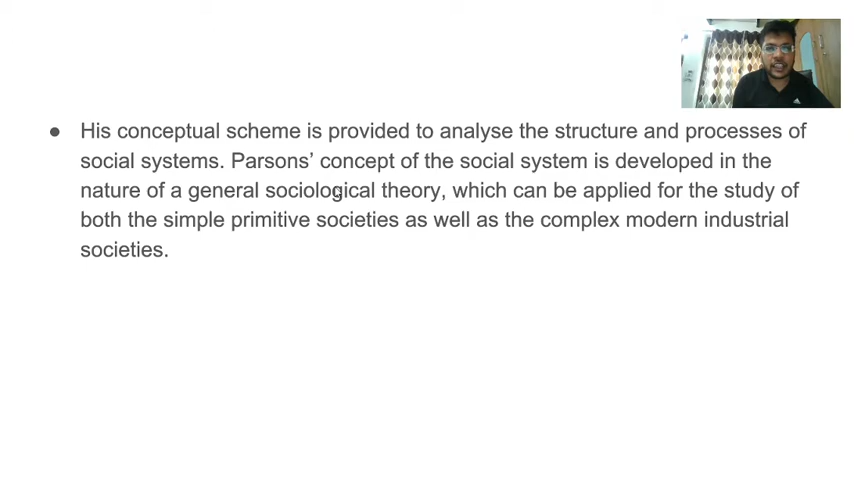 ● His conceptual scheme is provided to analyse the structure and processes of
social systems. Parsons’ concept of the social system is developed in the
nature of a general sociological theory, which can be applied for the study of
both the simple primitive societies as well as the complex modern industrial
societies.